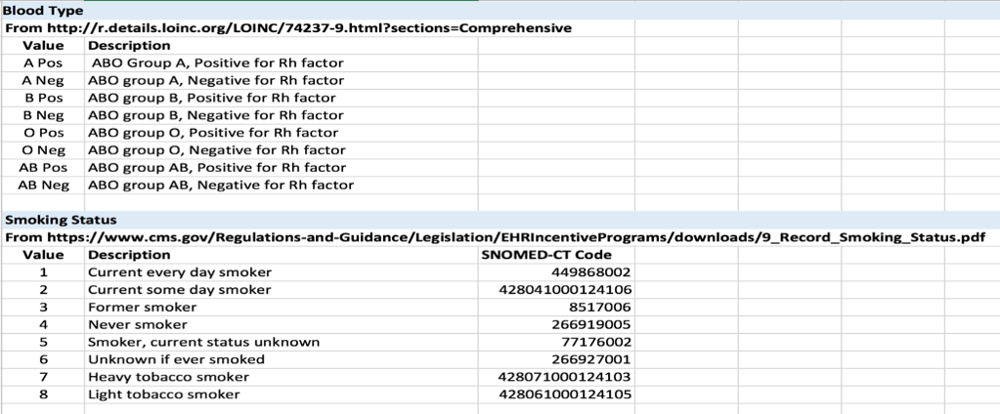 Blood Type
From http://r.details.loinc.org/LOINC/74237-9.html?sections=Comprehensive
Value Description
A Pos ABO Group A, Positive for Rh factor
A Neg ABO group A, Negative for Rh factor
B Pos ABO group B, Positive for Rh factor
B Neg ABO group B, Negative for Rh factor
O Pos ABO group O, Positive for Rh factor
O Neg ABO group O, Negative for Rh factor
AB Pos ABO group AB, Positive for Rh factor
AB Neg ABO group AB, Negative for Rh factor
Smoking Status
From https://www.cms.gov/Regulations-and-Guidance/Legislation/EHRIncentivePrograms/downloads/9_Record_Smoking_Status.pdf
Value Description SNOMED-CT Code
1 Current every day smoker 449868002
2 Current some day smoker 428041000124106
3 Former smoker 8517006
4 Never smoker 266919005
5 Smoker, current status unknown 77176002
6 Unknown if ever smoked 266927001
7 Heavy tobacco smoker 428071000124103
8 Light tobacco smoker 428061000124105